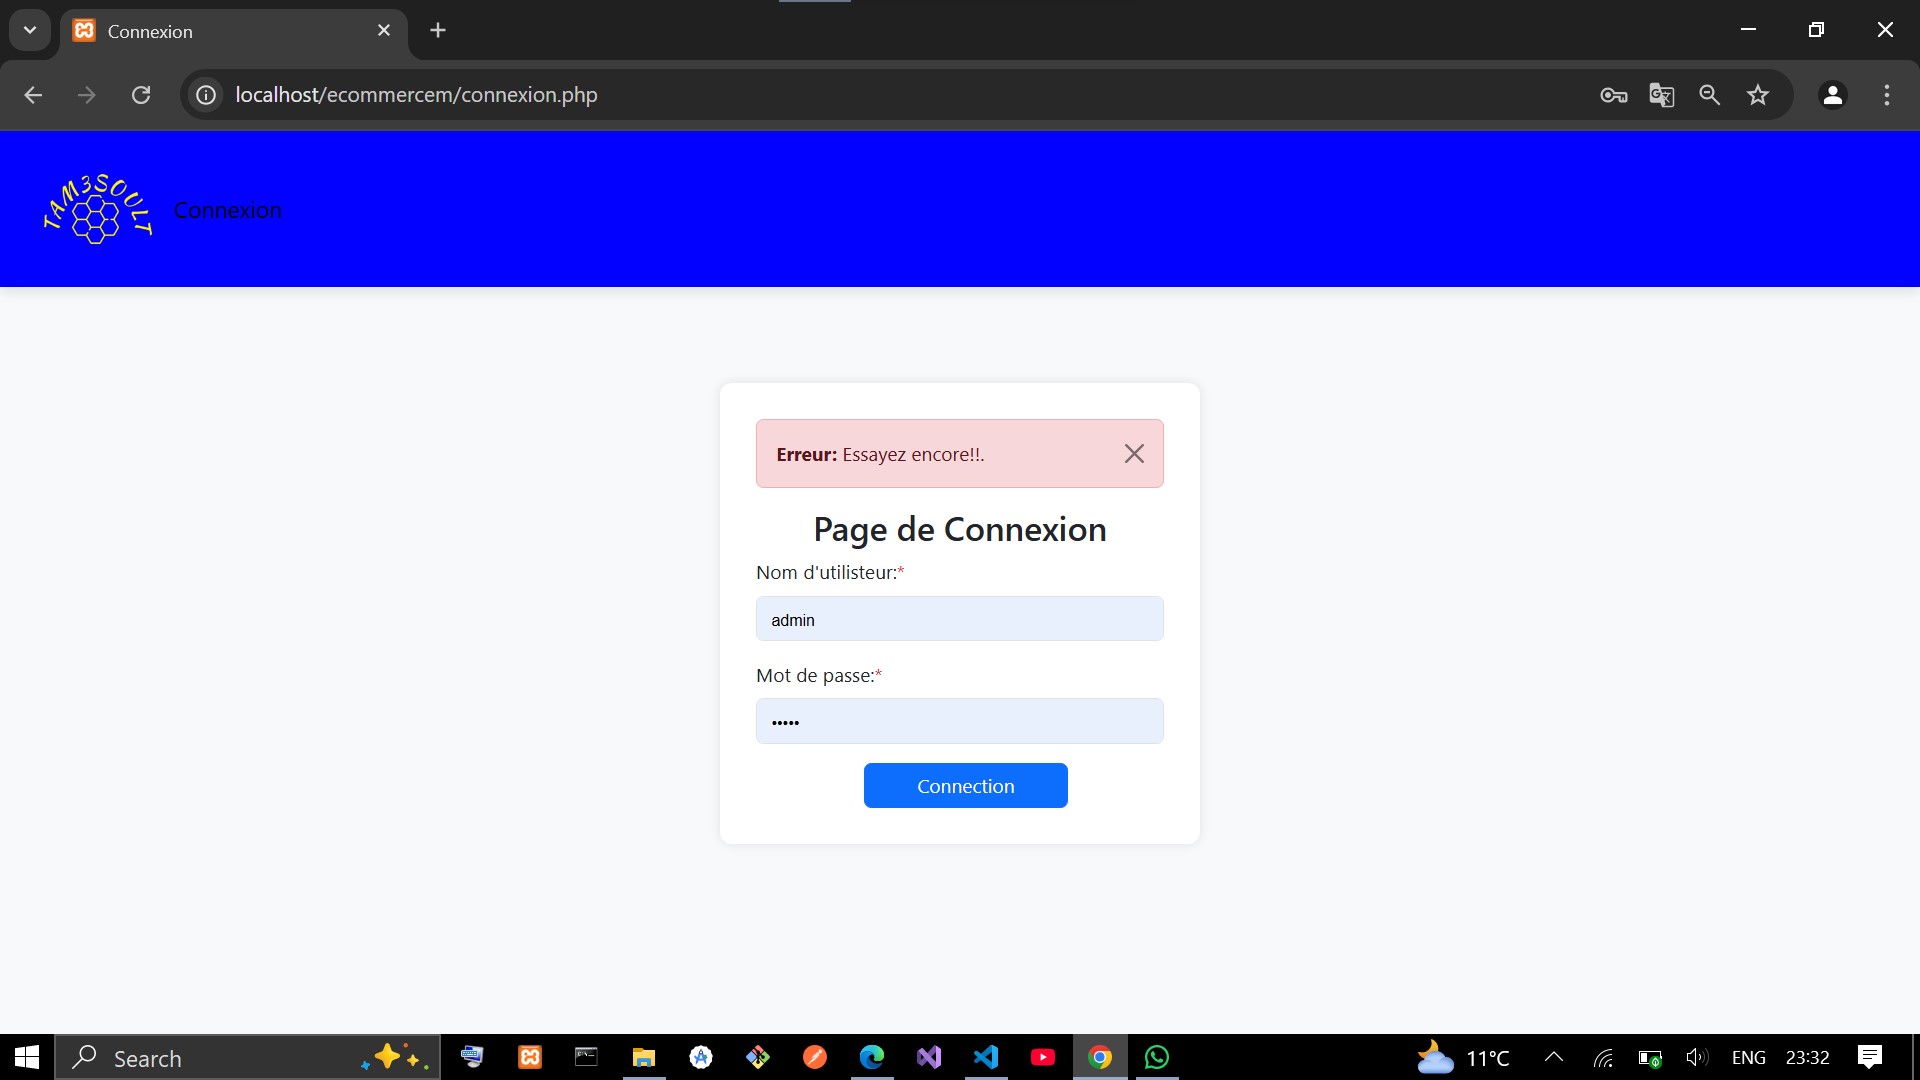 Connexion
localhost/ecommercem/connexion.php
TAM3SOULT
Connexion
Erreur: Essayez encore!!.
Page de Connexion
Nom d'utilisteur:*
admin
Mot de passe:*
•••••
Connection
Search
11°C
ENG
23:32